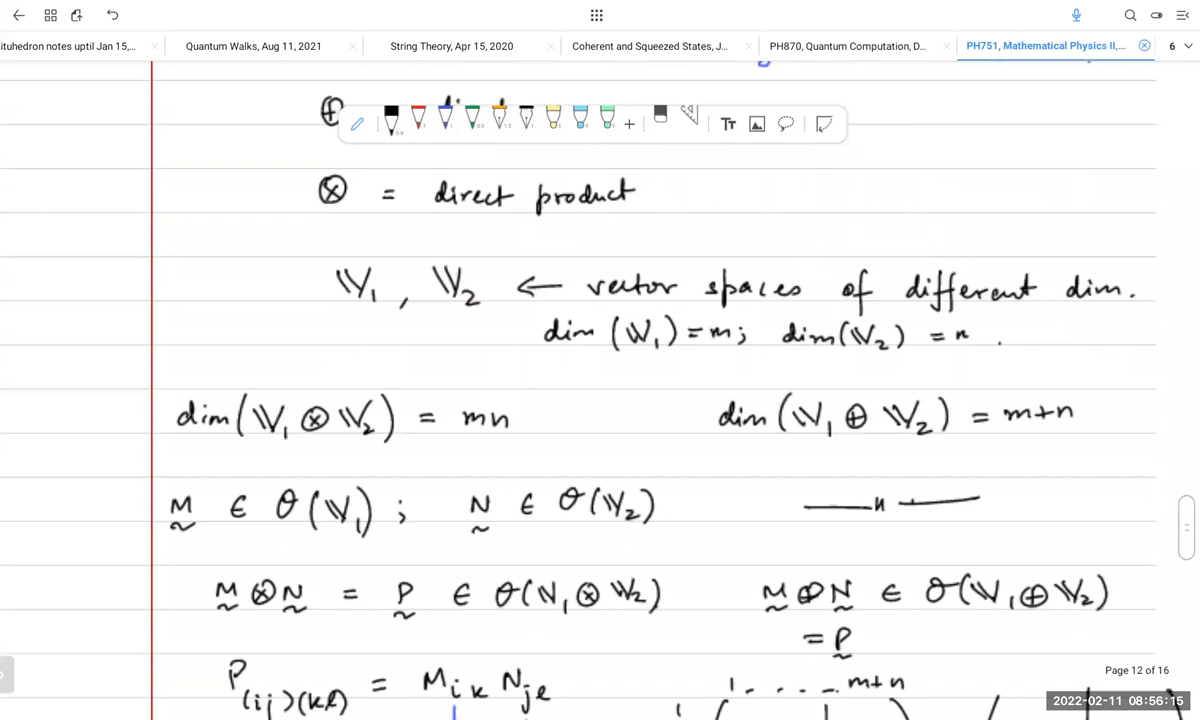 ituhedron notes uptil Jan 15,... Quantum Walks, Aug 11, 2021 String Theory, Apr 15, 2020 Coherent and Squeezed States, J... PH870, Quantum Computation, D... PH751, Mathematical Physics II,... 6
⊕
Tт
⊗ = direct product
𝕍₁ , 𝕍₂ ← vector spaces of different dim.
dim (𝕍₁) = m; dim(𝕍₂) = n .
dim(𝕍₁ ⊗ 𝕍₂) = mn dim(𝕍₁ ⊕ 𝕍₂) = m+n
M ∈ O(𝕍₁) ; N ∈ O(𝕍₂) —— " ——
M ⊗ N = P ∈ O(𝕍₁ ⊗ 𝕍₂) M ⊕ N ∈ O(𝕍₁ ⊕ 𝕍₂)
= P
Page 12 of 16
P(ij)(kl) = Mik Njl 1 . . . . . . m+n
2022-02-11 08:56:15